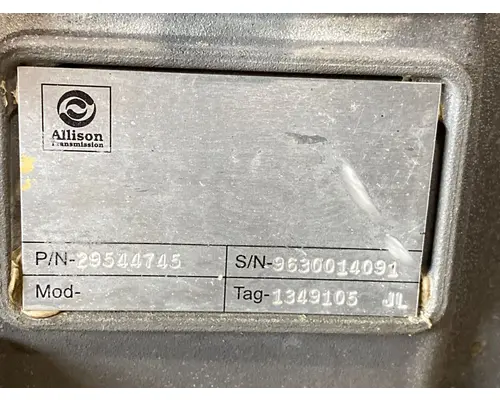 Allison
Transmission
P/N-29544745 S/N-9630014091
Mod- Tag-1349105 JL